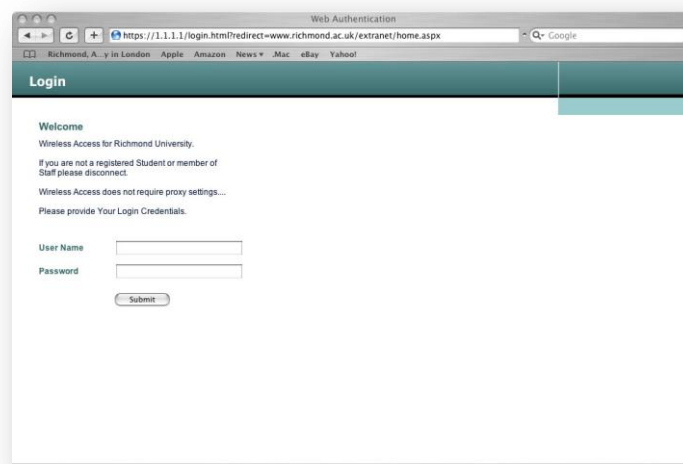 Web Authentication
https://1.1.1.1/login.html?redirect=www.richmond.ac.uk/extranet/home.aspx
Google
Richmond, A...y in London Apple Amazon News ▾ .Mac eBay Yahoo!
Login
Welcome
Wireless Access for Richmond University.
If you are not a registered Student or member of
Staff please disconnect.
Wireless Access does not require proxy settings....
Please provide Your Login Credentials.
User Name
Password
Submit